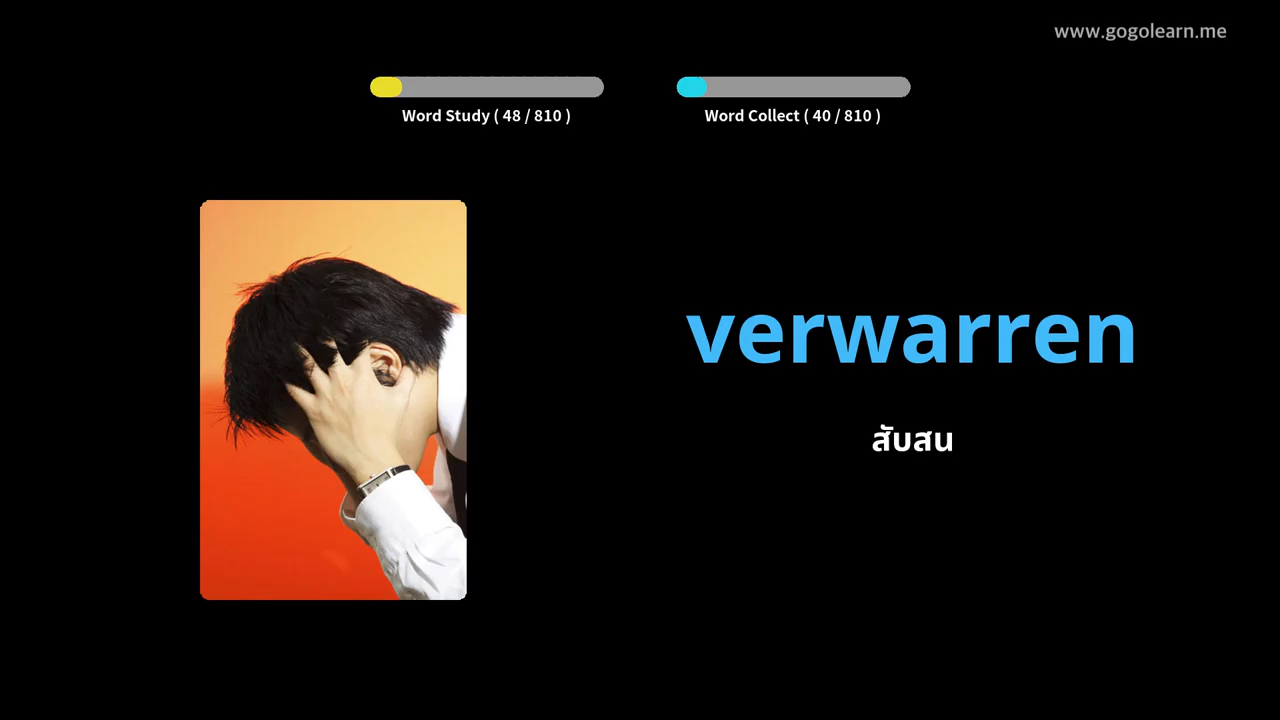 www.gogolearn.me
Word Study ( 48 / 810 )
Word Collect ( 40 / 810 )
verwarren
สับสน